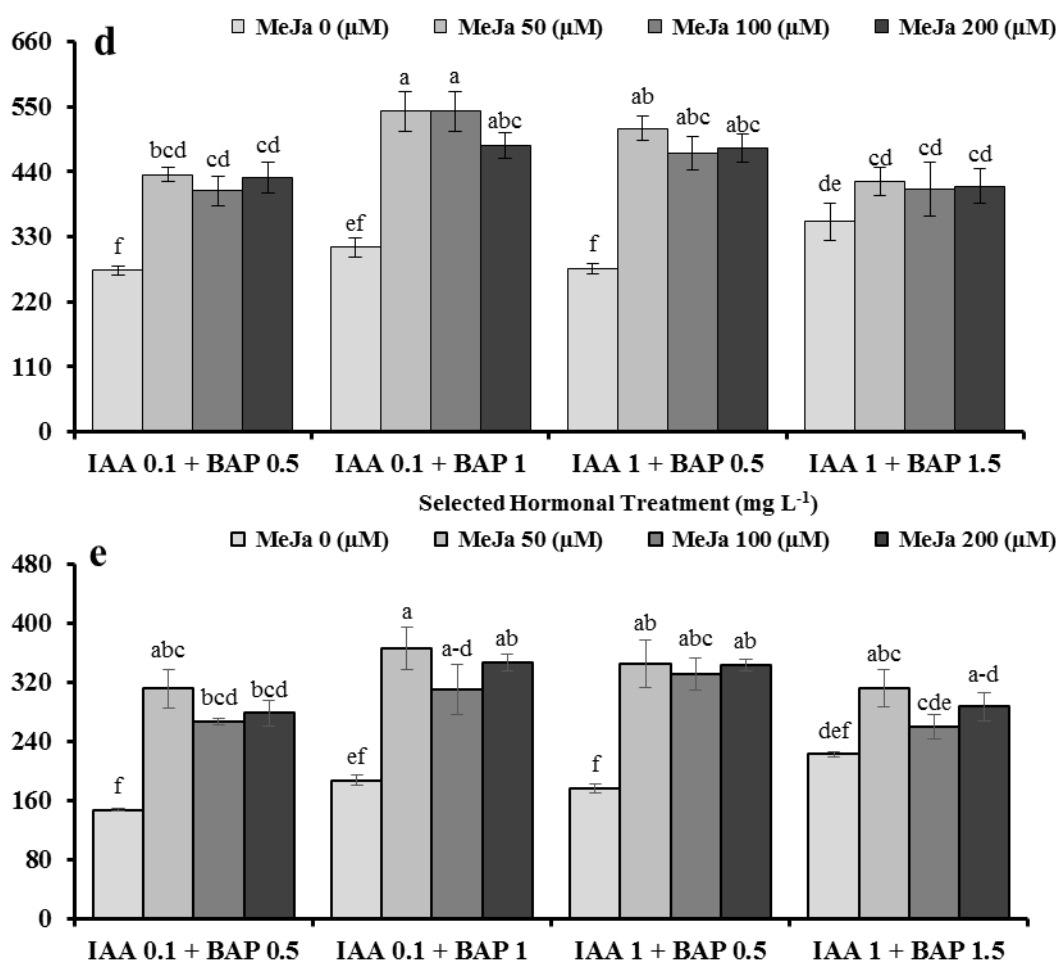 d
MeJa 0 (µM) MeJa 50 (µM) MeJa 100 (µM) MeJa 200 (µM)
660
550
440
330
220
110
0
f bcd cd cd ef a a abc f ab abc abc de cd cd cd
IAA 0.1 + BAP 0.5 IAA 0.1 + BAP 1 IAA 1 + BAP 0.5 IAA 1 + BAP 1.5
Selected Hormonal Treatment (mg L⁻¹)
e
MeJa 0 (µM) MeJa 50 (µM) MeJa 100 (µM) MeJa 200 (µM)
480
400
320
240
160
80
0
f abc bcd bcd ef a a-d ab f ab abc ab def abc cde a-d
IAA 0.1 + BAP 0.5 IAA 0.1 + BAP 1 IAA 1 + BAP 0.5 IAA 1 + BAP 1.5